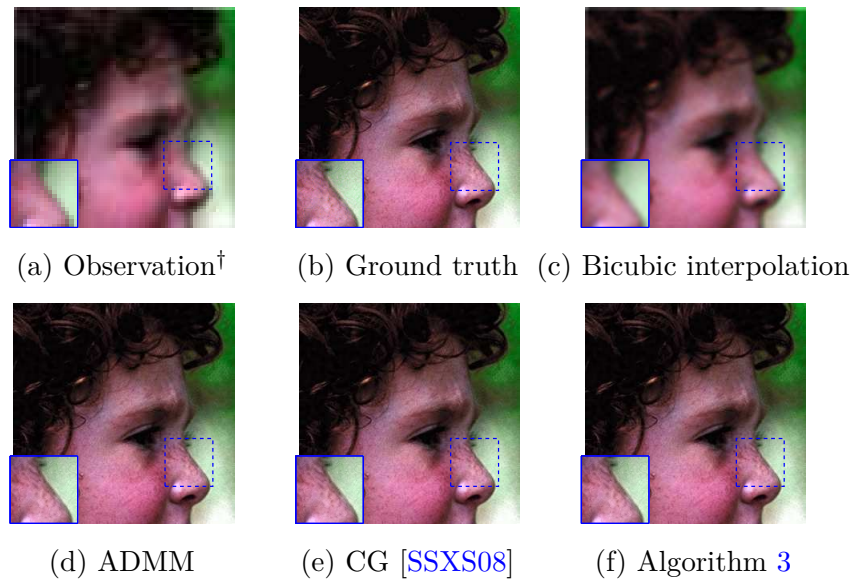 (a) Observation†
(b) Ground truth
(c) Bicubic interpolation
(d) ADMM
(e) CG [SSXS08]
(f) Algorithm 3